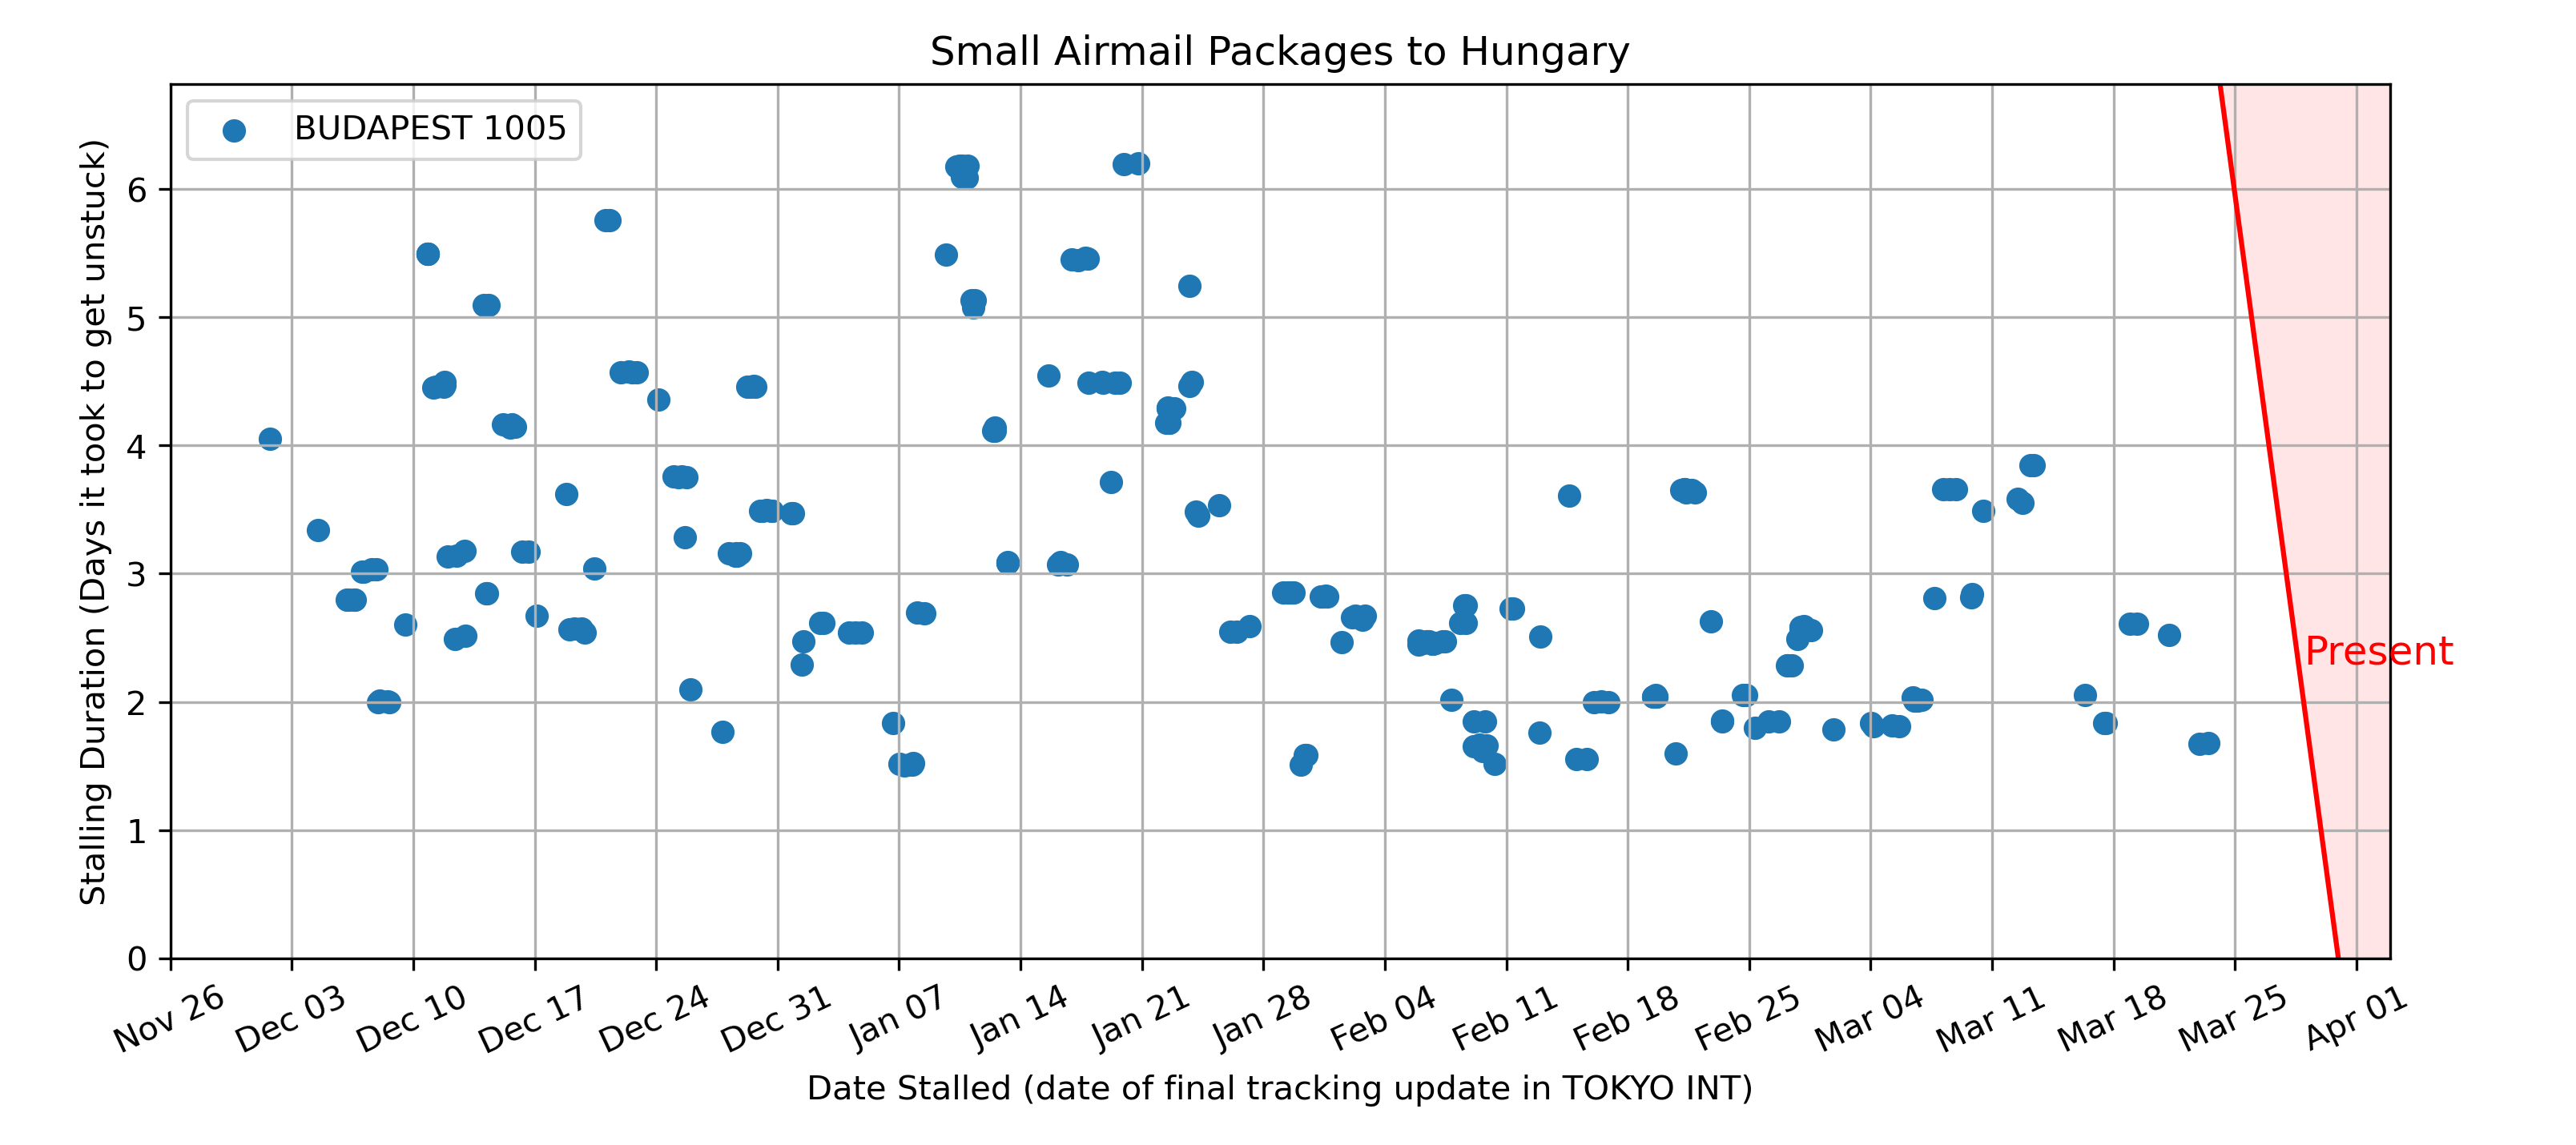 Small Airmail Packages to Hungary
BUDAPEST 1005
Stalling Duration (Days it took to get unstuck)
6
5
4
3
2
1
0
Present
Nov 26
Dec 03
Dec 10
Dec 17
Dec 24
Dec 31
Jan 07
Jan 14
Jan 21
Jan 28
Feb 04
Feb 11
Feb 18
Feb 25
Mar 04
Mar 11
Mar 18
Mar 25
Apr 01
Date Stalled (date of final tracking update in TOKYO INT)